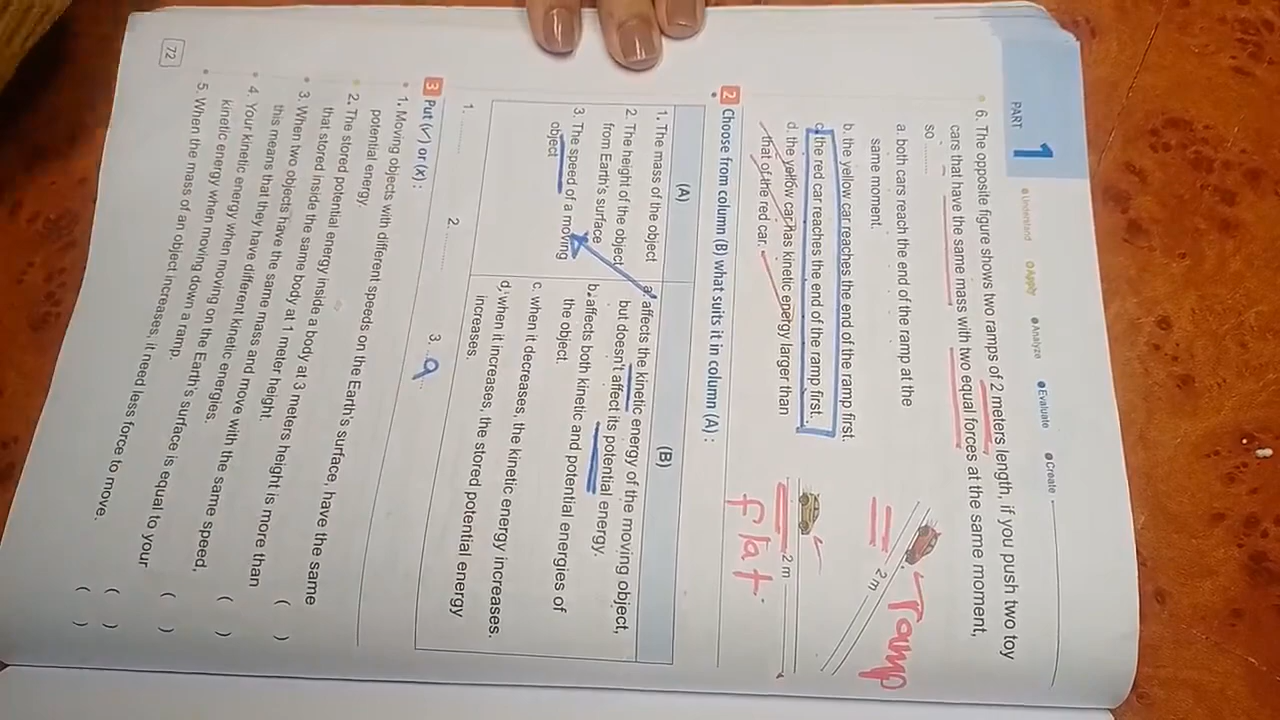 PART 1
Understand Apply Analyze Evaluate Create
6. The opposite figure shows two ramps of 2 meters length, if you push two toy
cars that have the same mass with two equal forces at the same moment,
so ..........
a. both cars reach the end of the ramp at the
same moment.
b. the yellow car reaches the end of the ramp first.
c. the red car reaches the end of the ramp first.
d. the yellow car has kinetic energy larger than
that of the red car.
ramp
2 m
2 m
flat
2 Choose from column (B) what suits it in column (A) :
(A)
(B)
1. The mass of the object
2. The height of the object
from Earth's surface
3. The speed of a moving
object
a. affects the kinetic energy of the moving object,
but doesn't affect its potential energy.
b. affects both kinetic and potential energies of
the object.
c. when it decreases, the kinetic energy increases.
d. when it increases, the stored potential energy
increases.
1. .......... 2. .......... 3. ..a..
3 Put (✓) or (x) :
1. Moving objects with different speeds on the Earth's surface, have the same
potential energy. ( )
2. The stored potential energy inside a body at 3 meters height is more than
that stored inside the same body at 1 meter height. ( )
3. When two objects have the same mass and move with the same speed,
this means that they have different kinetic energies. ( )
4. Your kinetic energy when moving on the Earth's surface is equal to your
kinetic energy when moving down a ramp. ( )
5. When the mass of an object increases, it need less force to move. ( )
72